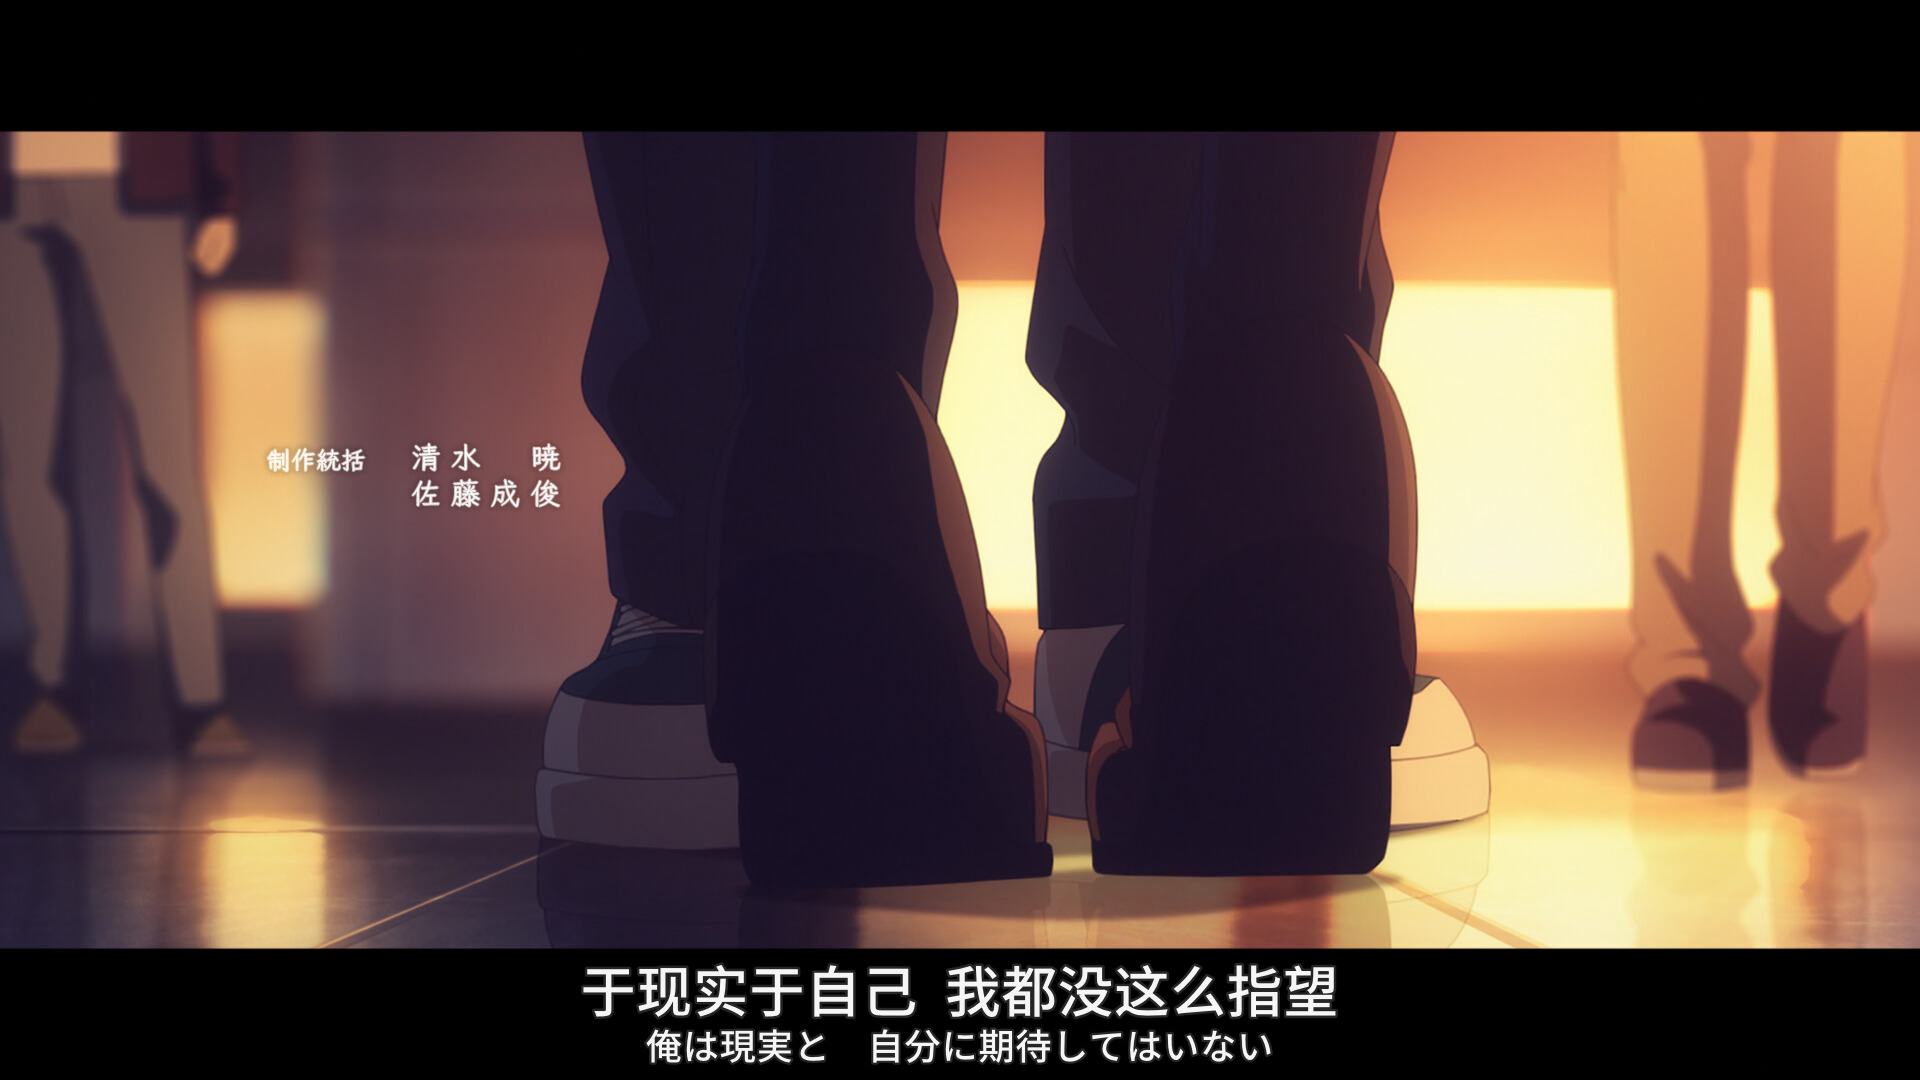 制作統括 清水 暁
佐藤成俊
于现实于自己 我都没这么指望
俺は現実と 自分に期待してはいない